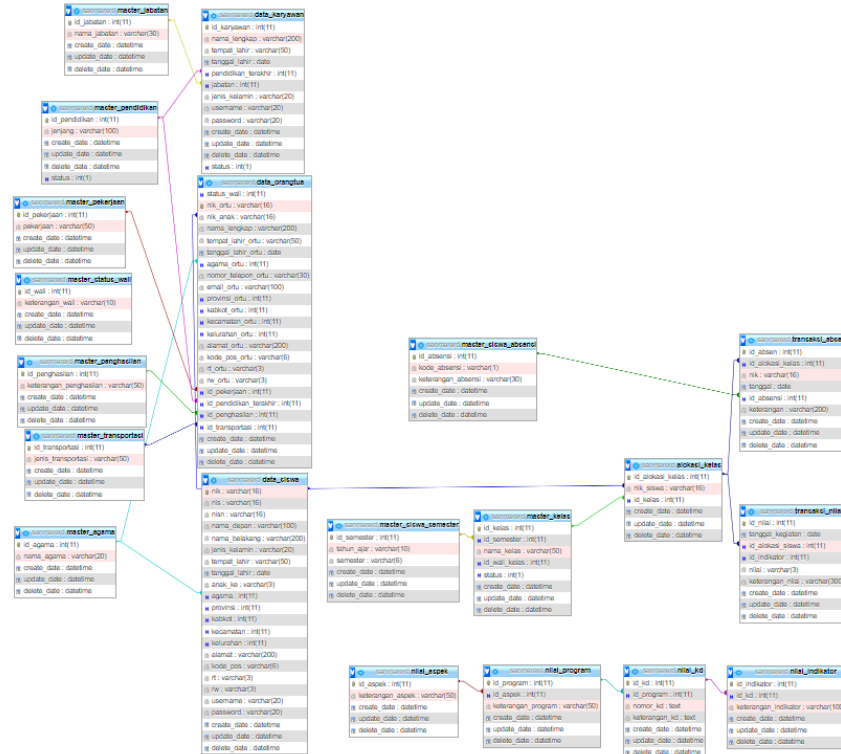 master_jabatan
id_jabatan : int(11)
nama_jabatan : varchar(30)
create_date : datetime
update_date : datetime
delete_date : datetime
data_karyawan
id_karyawan : int(11)
nama_lengkap : varchar(200)
tempat_lahir : varchar(50)
tanggal_lahir : date
pendidikan_terakhir : int(11)
jabatan : int(11)
jenis_kelamin : varchar(20)
username : varchar(20)
password : varchar(20)
create_date : datetime
update_date : datetime
delete_date : datetime
status : int(1)
master_pendidikan
id_pendidikan : int(11)
jenjang : varchar(100)
create_date : datetime
update_date : datetime
delete_date : datetime
status : int(1)
data_orangtua
status_wali : int(11)
nik_ortu : varchar(16)
nik_anak : varchar(16)
nama_lengkap : varchar(200)
tempat_lahir_ortu : varchar(50)
tanggal_lahir_ortu : date
agama_ortu : int(11)
nomor_telepon_ortu : varchar(30)
email_ortu : varchar(100)
provinsi_ortu : int(11)
kabkot_ortu : int(11)
kecamatan_ortu : int(11)
kelurahan_ortu : int(11)
alamat_ortu : varchar(200)
kode_pos_ortu : varchar(6)
rt_ortu : varchar(3)
rw_ortu : varchar(3)
id_pekerjaan : int(11)
id_pendidikan_terakhir : int(11)
id_penghasilan : int(11)
id_transportasi : int(11)
create_date : datetime
update_date : datetime
delete_date : datetime
master_pekerjaan
id_pekerjaan : int(11)
pekerjaan : varchar(50)
create_date : datetime
update_date : datetime
delete_date : datetime
master_status_wali
id_wali : int(11)
keterangan_wali : varchar(10)
create_date : datetime
update_date : datetime
delete_date : datetime
master_penghasilan
id_penghasilan : int(11)
keterangan_penghasilan : varchar(50)
create_date : datetime
update_date : datetime
delete_date : datetime
master_transportasi
id_transportasi : int(11)
jenis_transportasi : varchar(50)
create_date : datetime
update_date : datetime
delete_date : datetime
master_agama
id_agama : int(11)
nama_agama : varchar(20)
create_date : datetime
update_date : datetime
delete_date : datetime
data_siswa
nik : varchar(16)
nis : varchar(16)
nisn : varchar(16)
nama_depan : varchar(100)
nama_belakang : varchar(200)
jenis_kelamin : varchar(20)
tempat_lahir : varchar(50)
tanggal_lahir : date
anak_ke : varchar(3)
agama : int(11)
provinsi : int(11)
kabkot : int(11)
kecamatan : int(11)
kelurahan : int(11)
alamat : varchar(200)
kode_pos : varchar(6)
rt : varchar(3)
rw : varchar(3)
username : varchar(20)
password : varchar(20)
create_date : datetime
update_date : datetime
delete_date : datetime
master_siswa_absensi
id_absensi : int(11)
kode_absensi : varchar(1)
keterangan_absensi : varchar(30)
create_date : datetime
update_date : datetime
delete_date : datetime
master_siswa_semester
id_semester : int(11)
tahun_ajar : varchar(10)
semester : varchar(6)
create_date : datetime
update_date : datetime
delete_date : datetime
master_kelas
id_kelas : int(11)
id_semester : int(11)
nama_kelas : varchar(50)
id_wali_kelas : int(11)
status : int(1)
create_date : datetime
update_date : datetime
delete_date : datetime
alokasi_kelas
id_alokasi_kelas : int(11)
nik_siswa : varchar(16)
id_kelas : int(11)
create_date : datetime
update_date : datetime
delete_date : datetime
transaksi_abse
id_absen : int(11)
id_alokasi_kelas : int(11)
nik : varchar(16)
tanggal : date
id_absensi : int(11)
keterangan : varchar(200)
create_date : datetime
update_date : datetime
delete_date : datetime
transaksi_nilai
id_nilai : int(11)
tanggal_kegiatan : date
id_alokasi_siswa : int(11)
id_indikator : int(11)
nilai : varchar(3)
keterangan_nilai : varchar(300
create_date : datetime
update_date : datetime
delete_date : datetime
nilai_aspek
id_aspek : int(11)
keterangan_aspek : varchar(50)
create_date : datetime
update_date : datetime
delete_date : datetime
nilai_program
id_program : int(11)
id_aspek : int(11)
keterangan_program : varchar(50)
create_date : datetime
update_date : datetime
delete_date : datetime
nilai_kd
id_kd : int(11)
id_program : int(11)
nomor_kd : text
keterangan_kd : text
create_date : datetime
update_date : datetime
delete_date : datetime
nilai_indikator
id_indikator : int(11)
id_kd : int(11)
keterangan_indikator : varchar(100
create_date : datetime
update_date : datetime
delete_date : datetime